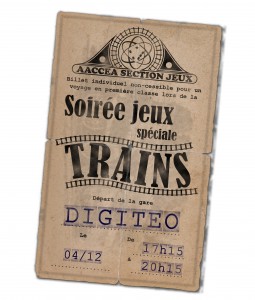 AACCEA SECTION JEUX
Billet individuel non-cessible pour un
voyage en première classe lors de la
Soirée jeux
spéciale
TRAINS
Départ de la gare
DIGITEO
Le
De
04/12
17h15
à
20h15